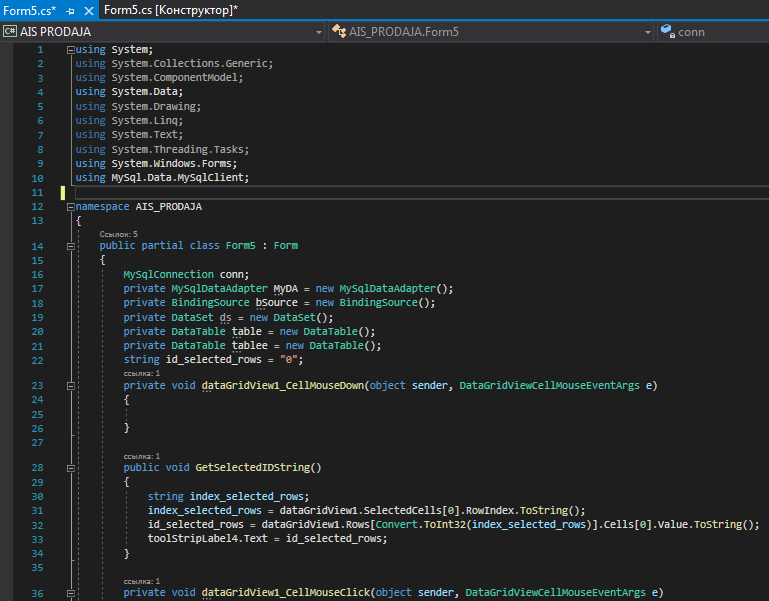 Form5.cs*
Form5.cs [Конструктор]*
C# AIS PRODAJA
AIS_PRODAJA.Form5
conn
1 using System;
2 using System.Collections.Generic;
3 using System.ComponentModel;
4 using System.Data;
5 using System.Drawing;
6 using System.Linq;
7 using System.Text;
8 using System.Threading.Tasks;
9 using System.Windows.Forms;
10 using MySql.Data.MySqlClient;
11
12 namespace AIS_PRODAJA
13 {
Ссылок: 5
14 public partial class Form5 : Form
15 {
16 MySqlConnection conn;
17 private MySqlDataAdapter MyDA = new MySqlDataAdapter();
18 private BindingSource bSource = new BindingSource();
19 private DataSet ds = new DataSet();
20 private DataTable table = new DataTable();
21 private DataTable tablee = new DataTable();
22 string id_selected_rows = "0";
ссылка: 1
23 private void dataGridView1_CellMouseDown(object sender, DataGridViewCellMouseEventArgs e)
24 {
25
26 }
27
ссылка: 1
28 public void GetSelectedIDString()
29 {
30 string index_selected_rows;
31 index_selected_rows = dataGridView1.SelectedCells[0].RowIndex.ToString();
32 id_selected_rows = dataGridView1.Rows[Convert.ToInt32(index_selected_rows)].Cells[0].Value.ToString();
33 toolStripLabel4.Text = id_selected_rows;
34 }
35
ссылка: 1
36 private void dataGridView1_CellMouseClick(object sender, DataGridViewCellMouseEventArgs e)